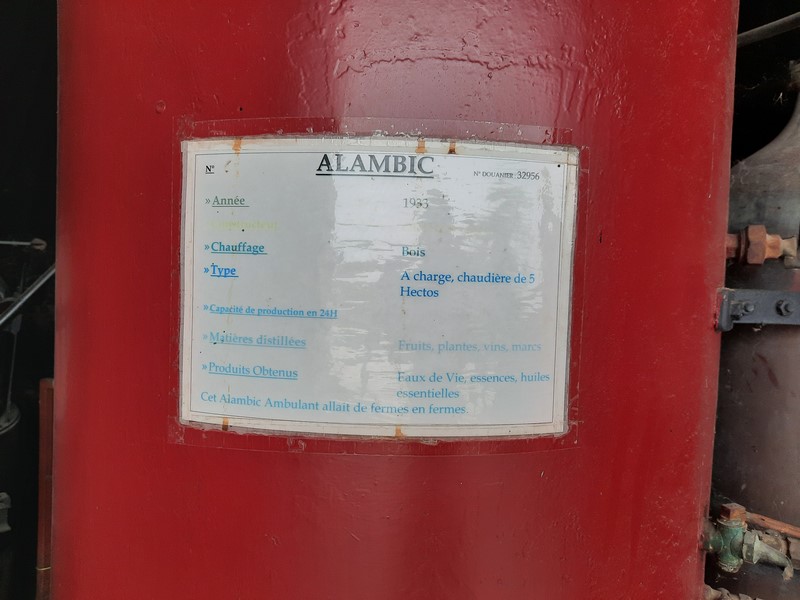 ALAMBIC
N°
N° DOUANIER 32956
» Année 1933
» Chauffage Bois
» Type A charge, chaudière de 5
Hectos
» Capacité de production en 24H
» Matières distillées Fruits, plantes, vins, marcs
» Produits Obtenus Eaux de Vie, essences, huiles
essentielles
Cet Alambic Ambulant allait de fermes en fermes